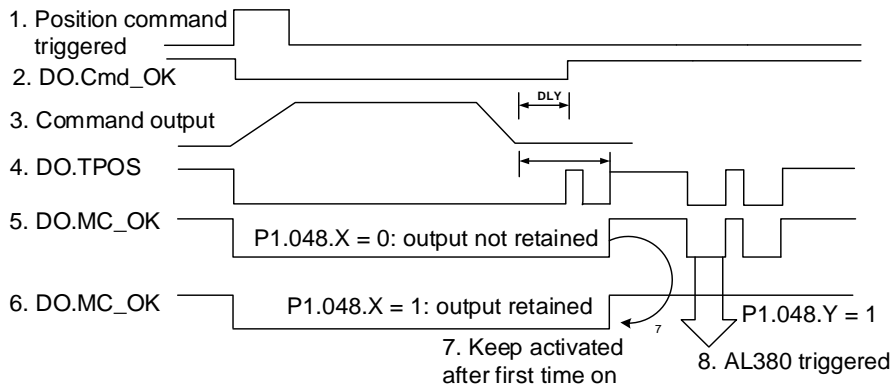 1. Position command
triggered
2. DO.Cmd_OK
DLY
3. Command output
4. DO.TPOS
5. DO.MC_OK
P1.048.X = 0: output not retained
6. DO.MC_OK
P1.048.X = 1: output retained
7
P1.048.Y = 1
7. Keep activated
after first time on
8. AL380 triggered